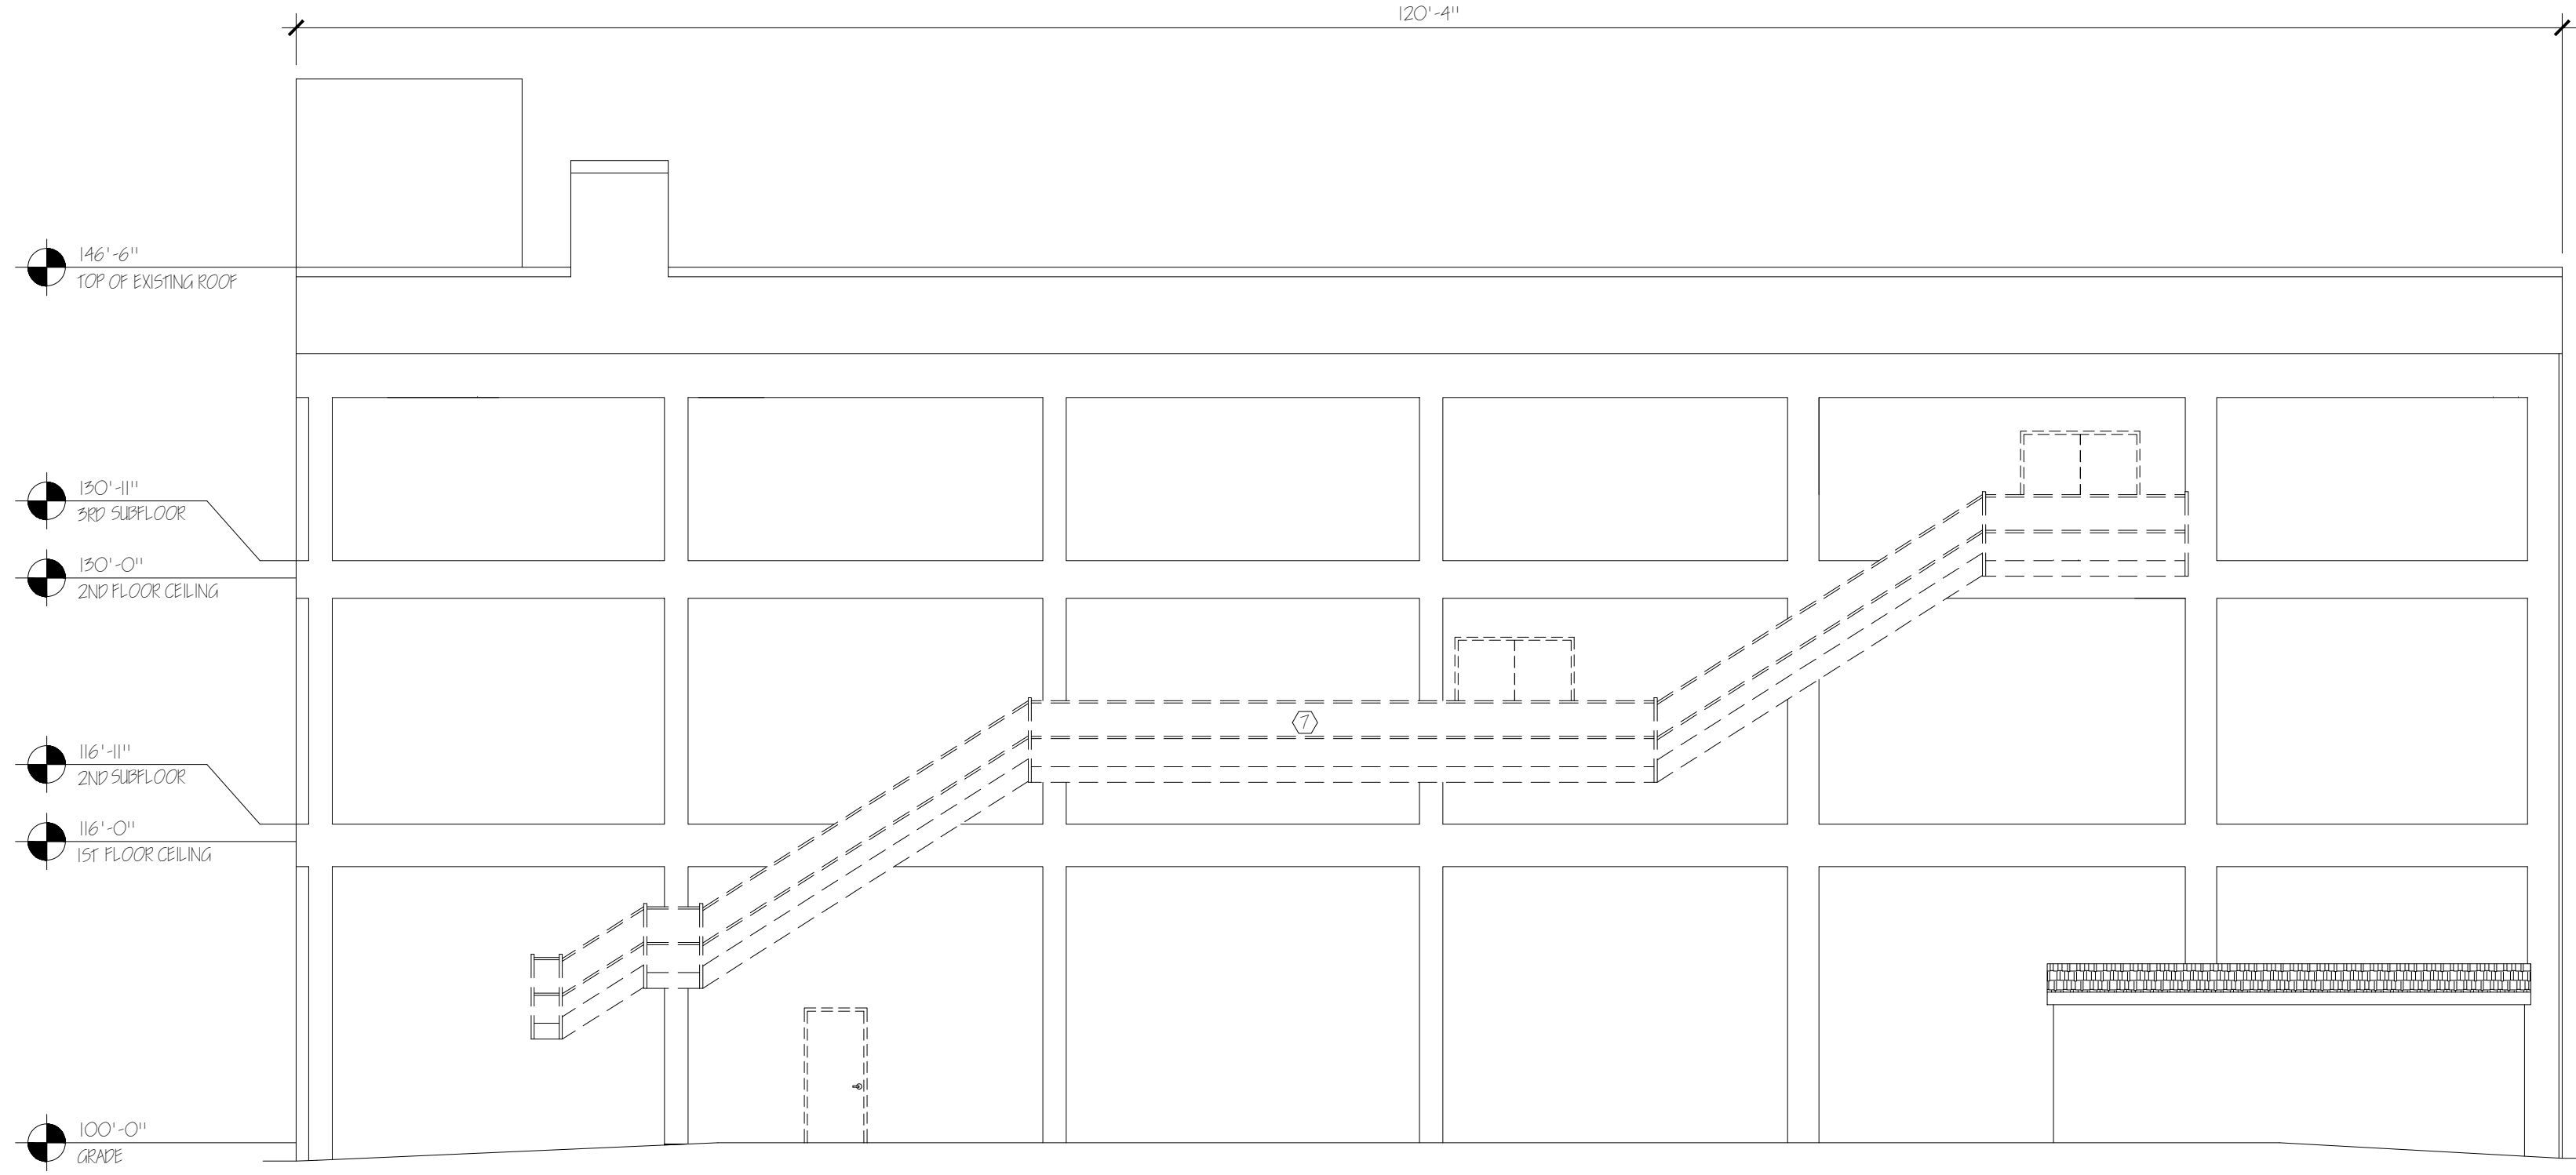 120'-4"
146'-6"
TOP OF EXISTING ROOF
130'-11"
3RD SUBFLOOR
130'-0"
2ND FLOOR CEILING
7
116'-11"
2ND SUBFLOOR
116'-0"
1ST FLOOR CEILING
100'-0"
GRADE